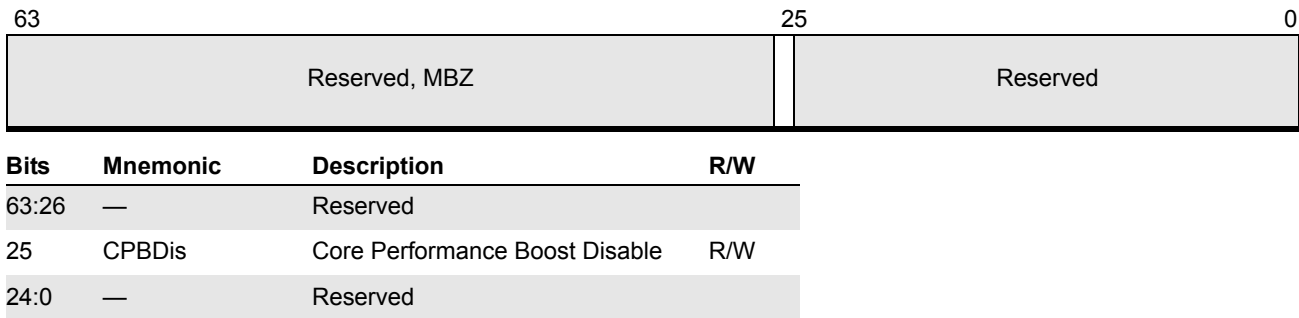 63 25 0
Reserved, MBZ Reserved
Bits Mnemonic Description R/W
63:26 — Reserved
25 CPBDis Core Performance Boost Disable R/W
24:0 — Reserved